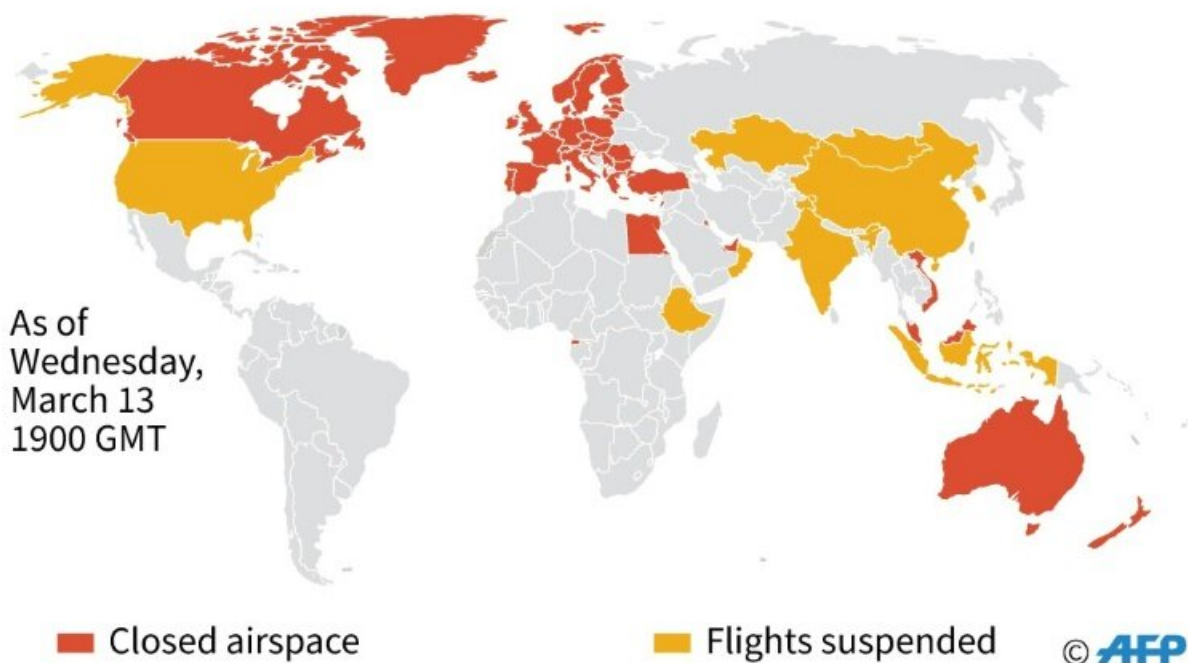 As of
Wednesday,
March 13
1900 GMT
Closed airspace
Flights suspended
© AFP